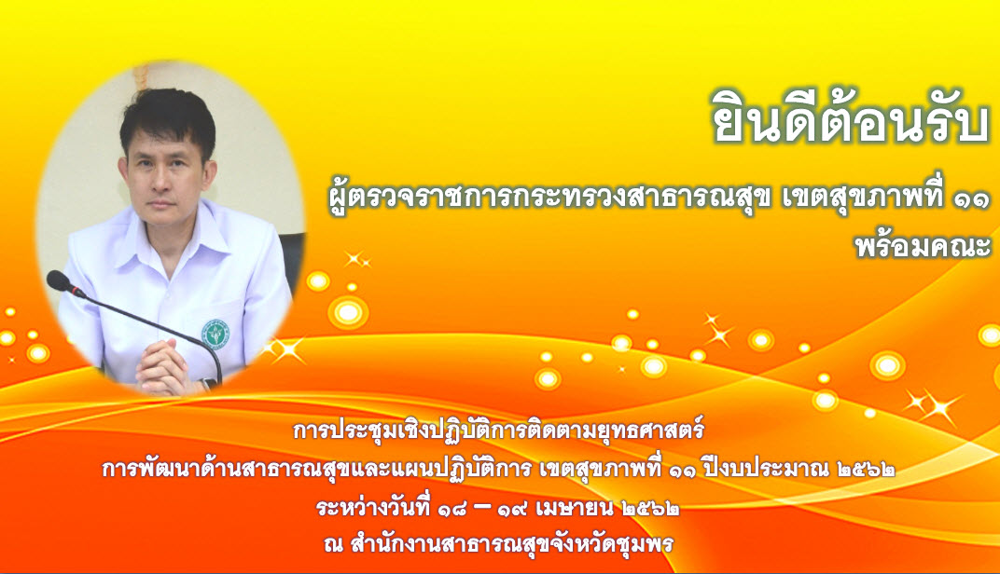 ยินดีต้อนรับ
ผู้ตรวจราชการกระทรวงสาธารณสุข เขตสุขภาพที่ ๑๑
พร้อมคณะ
การประชุมเชิงปฏิบัติการติดตามยุทธศาสตร์
การพัฒนาด้านสาธารณสุขและแผนปฏิบัติการ เขตสุขภาพที่ ๑๑ ปีงบประมาณ ๒๕๖๒
ระหว่างวันที่ ๑๘ – ๑๙ เมษายน ๒๕๖๒
ณ สำนักงานสาธารณสุขจังหวัดชุมพร